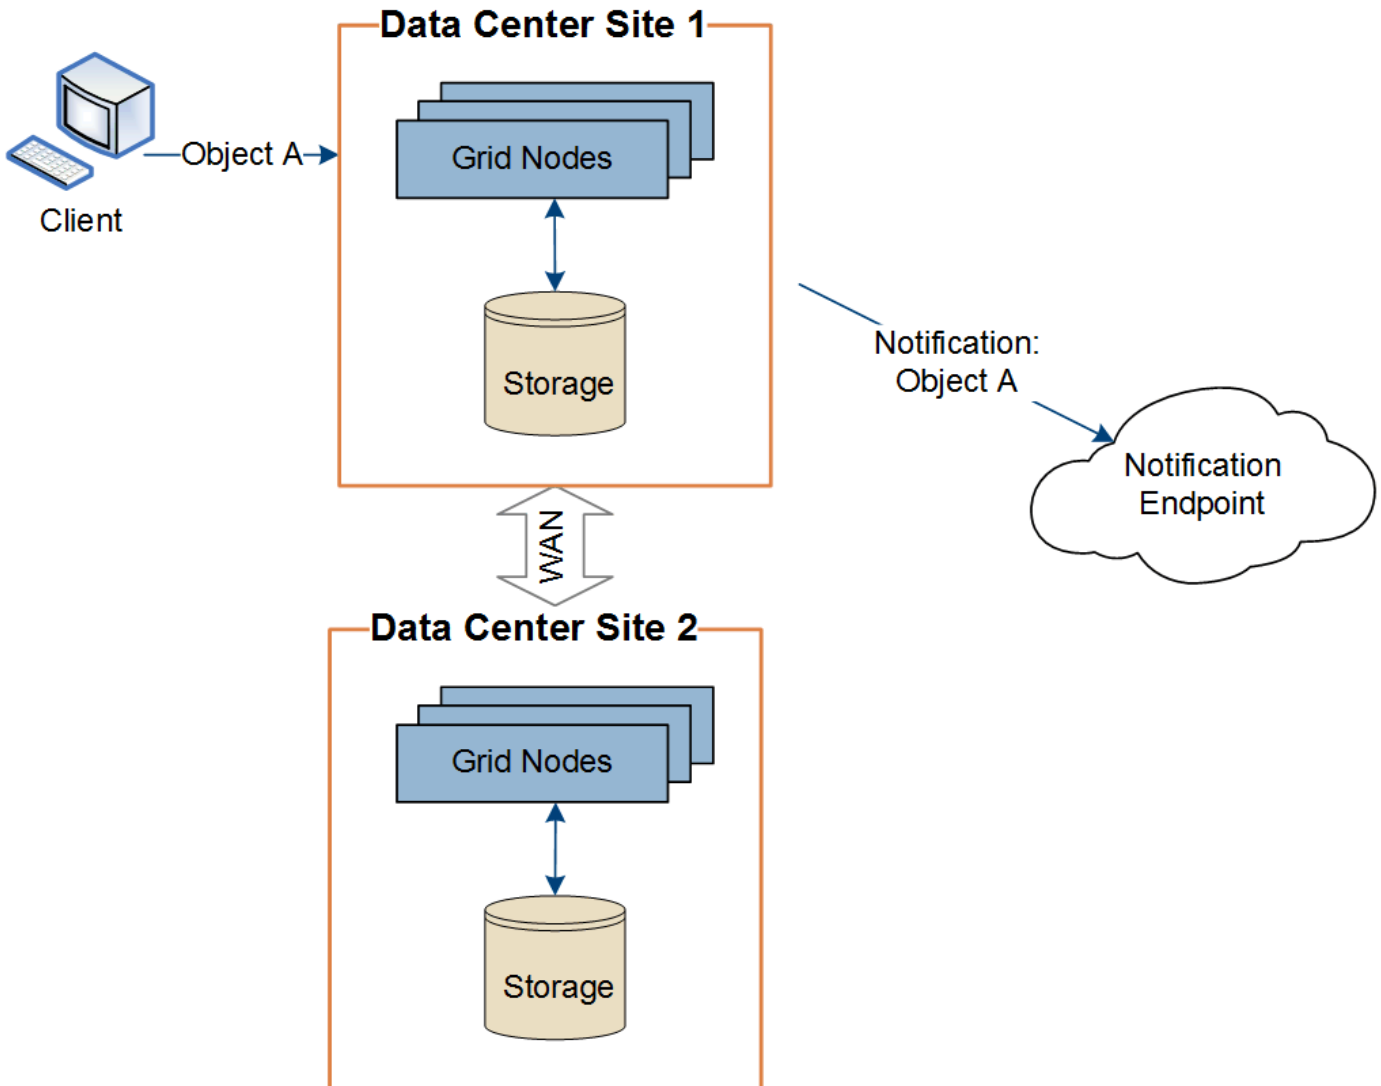 Data Center Site 1
Grid Nodes
Object A
Client
Storage
Notification:
Object A
Notification
Endpoint
WAN
Data Center Site 2
Grid Nodes
Storage